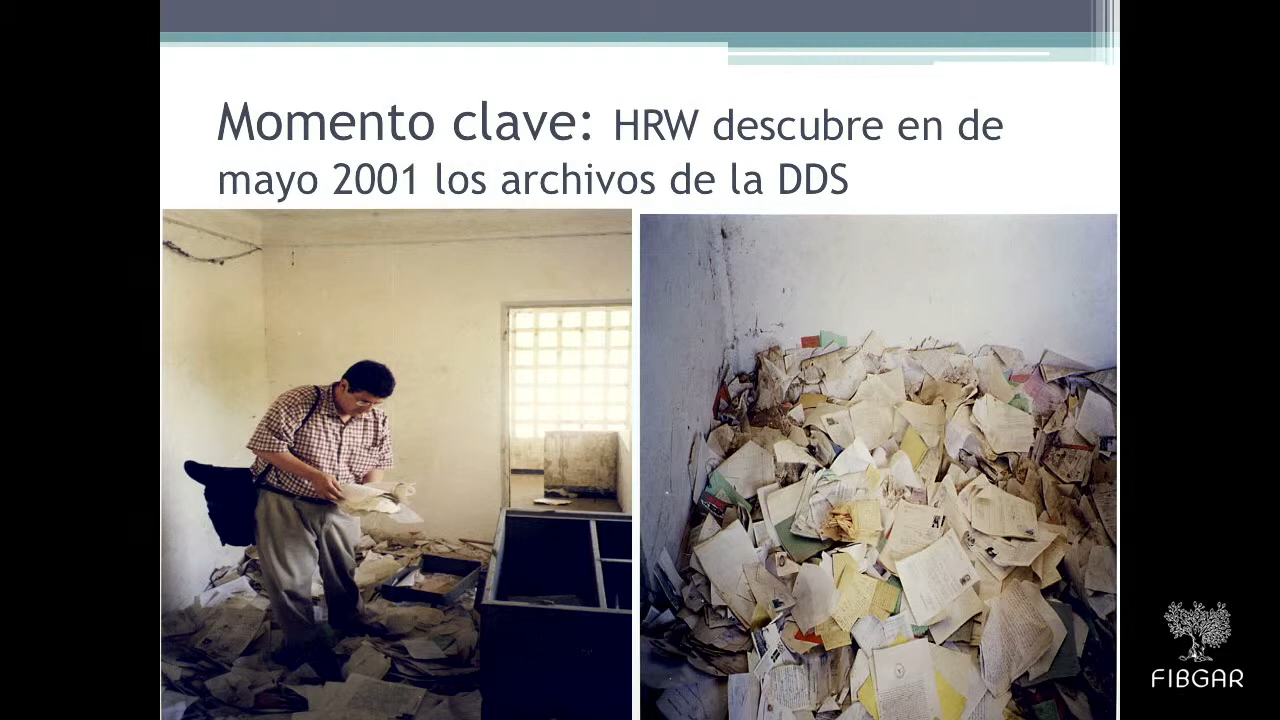 Momento clave: HRW descubre en de
mayo 2001 los archivos de la DDS
FIBGAR